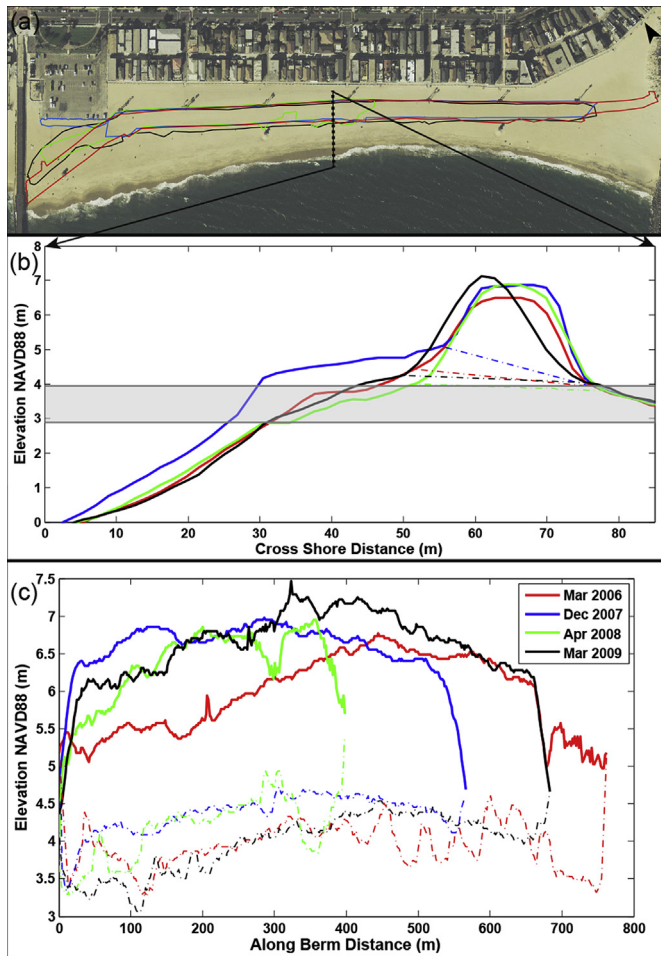 (a)
(b)
Elevation NAVD88 (m)
8
7
6
5
4
3
2
1
0
0 10 20 30 40 50 60 70 80
Cross Shore Distance (m)
(c)
Elevation NAVD88 (m)
7.5
7
6.5
6
5.5
5
4.5
4
3.5
3
Mar 2006
Dec 2007
Apr 2008
Mar 2009
0 100 200 300 400 500 600 700 800
Along Berm Distance (m)